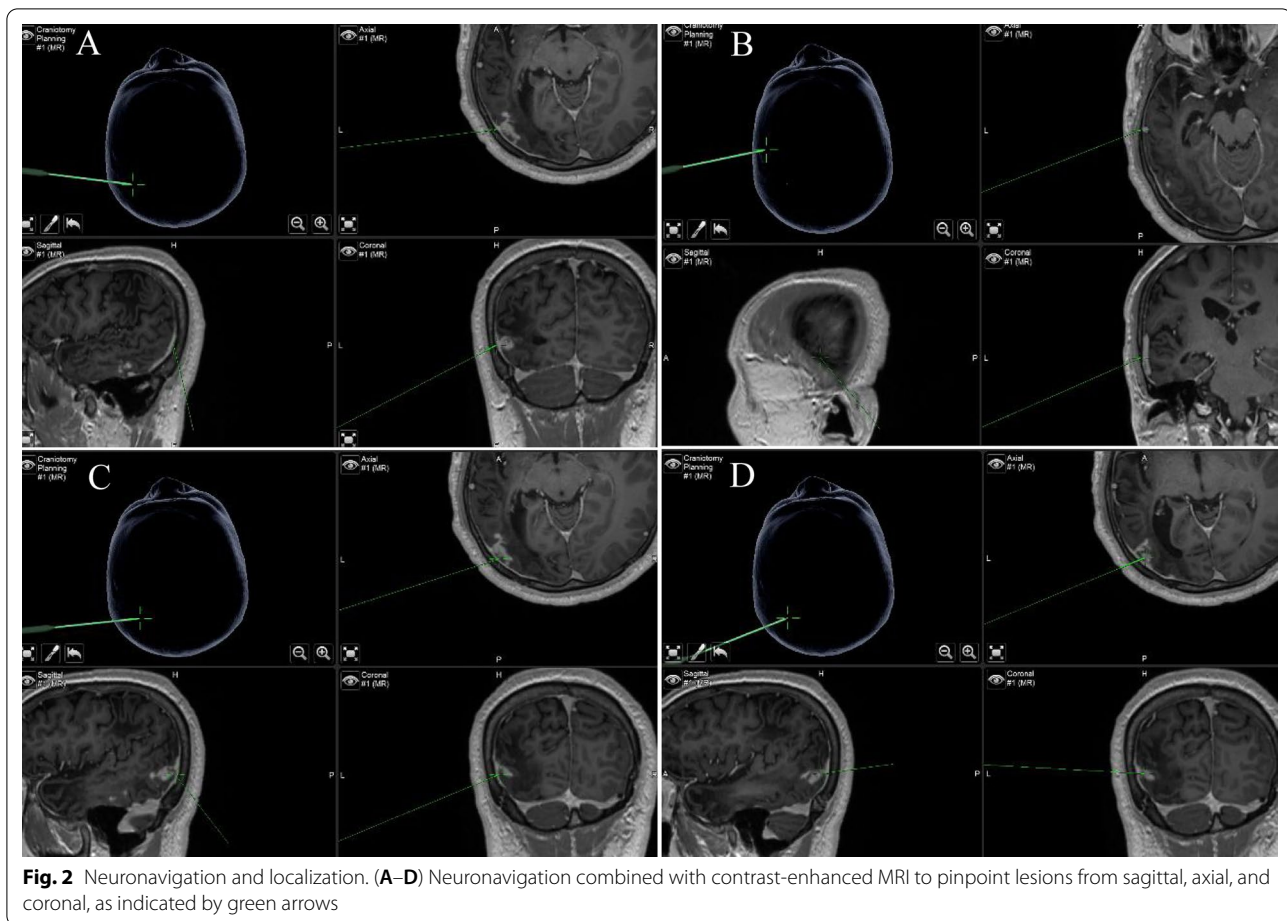 A
Craniotomy
Planning
#1 (MR)
Axial
#1 (MR)
A
L
R
P
Sagittal
#1 (MR)
H
P
Coronal
#1 (MR)
H
L
R
B
Craniotomy
Planning
#1 (MR)
Axial
#1 (MR)
A
L
P
Sagittal
#1 (MR)
H
A
P
Coronal
#1 (MR)
H
L
C
Craniotomy
Planning
#1 (MR)
Axial
#1 (MR)
A
L
P
Sagittal
#1 (MR)
H
P
Coronal
#1 (MR)
H
L
R
D
Craniotomy
Planning
#1 (MR)
Axial
#1 (MR)
A
L
P
Sagittal
#1 (MR)
H
A
P
Coronal
#1 (MR)
H
L
Fig. 2 Neuronavigation and localization. (A–D) Neuronavigation combined with contrast-enhanced MRI to pinpoint lesions from sagittal, axial, and
coronal, as indicated by green arrows